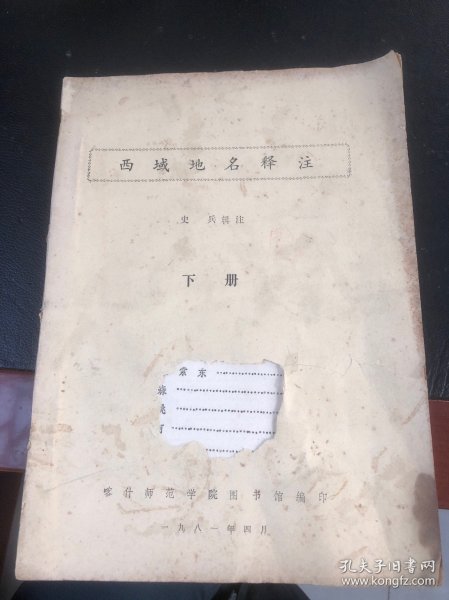 西域地名释注
史兵辑注
下册
索东
喀什师范学院图书馆编印
一九八一年四月
孔夫子旧书网
www.kongfz.com